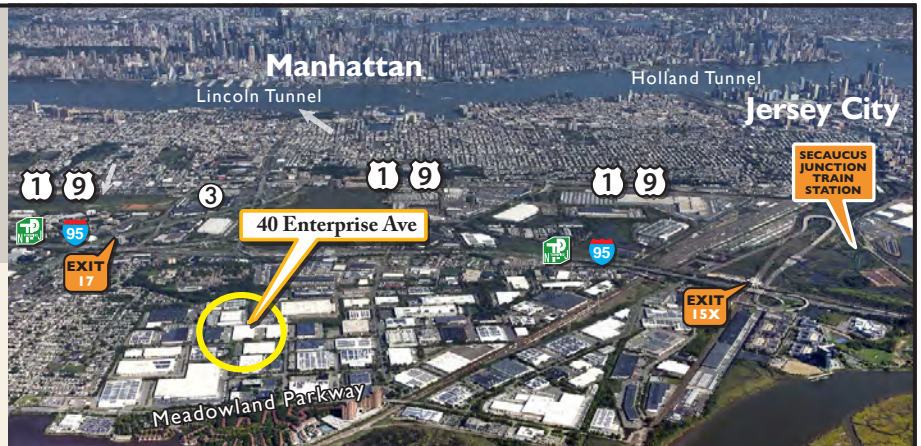 Manhattan
Holland Tunnel
Lincoln Tunnel
Jersey City
SECAUCUS
JUNCTION
TRAIN
STATION
1 9
3
1 9
1 9
40 Enterprise Ave
95
95
EXIT
17
EXIT
15X
Meadowland Parkway